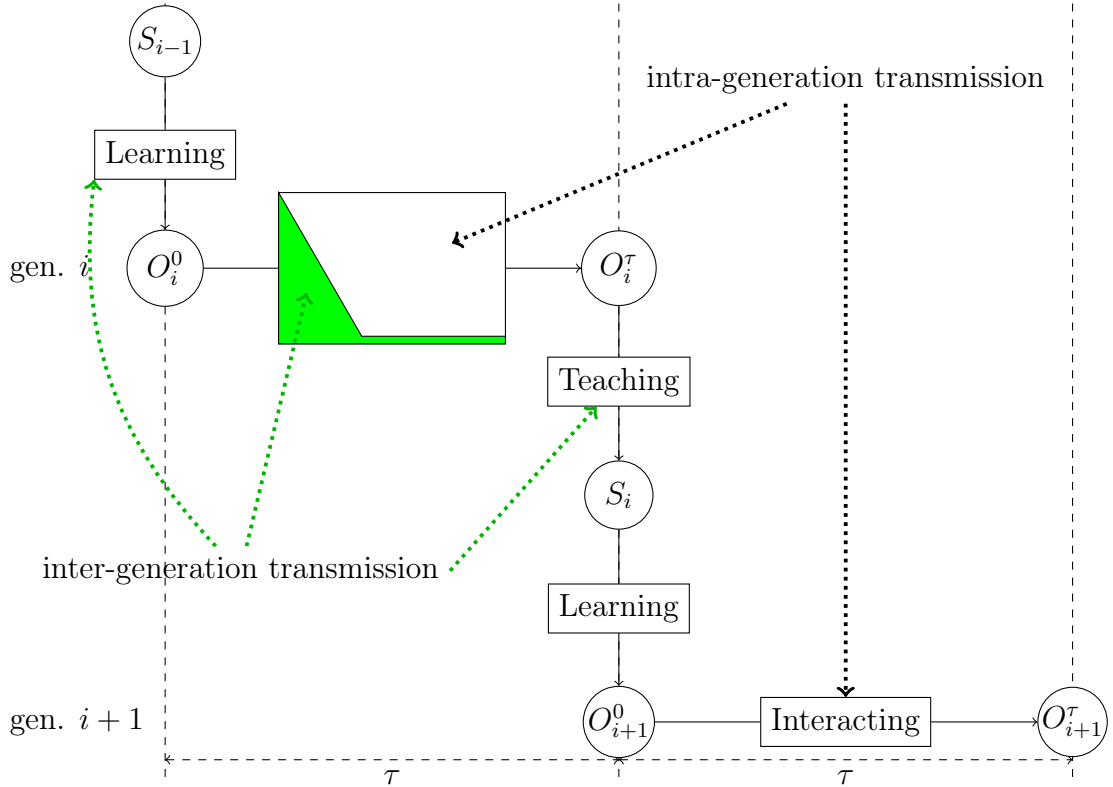 S_{i−1}
intra-generation transmission
Learning
gen. i
O_i^0
O_i^τ
Teaching
S_i
inter-generation transmission
Learning
gen. i + 1
O_{i+1}^0
Interacting
O_{i+1}^τ
τ
τ